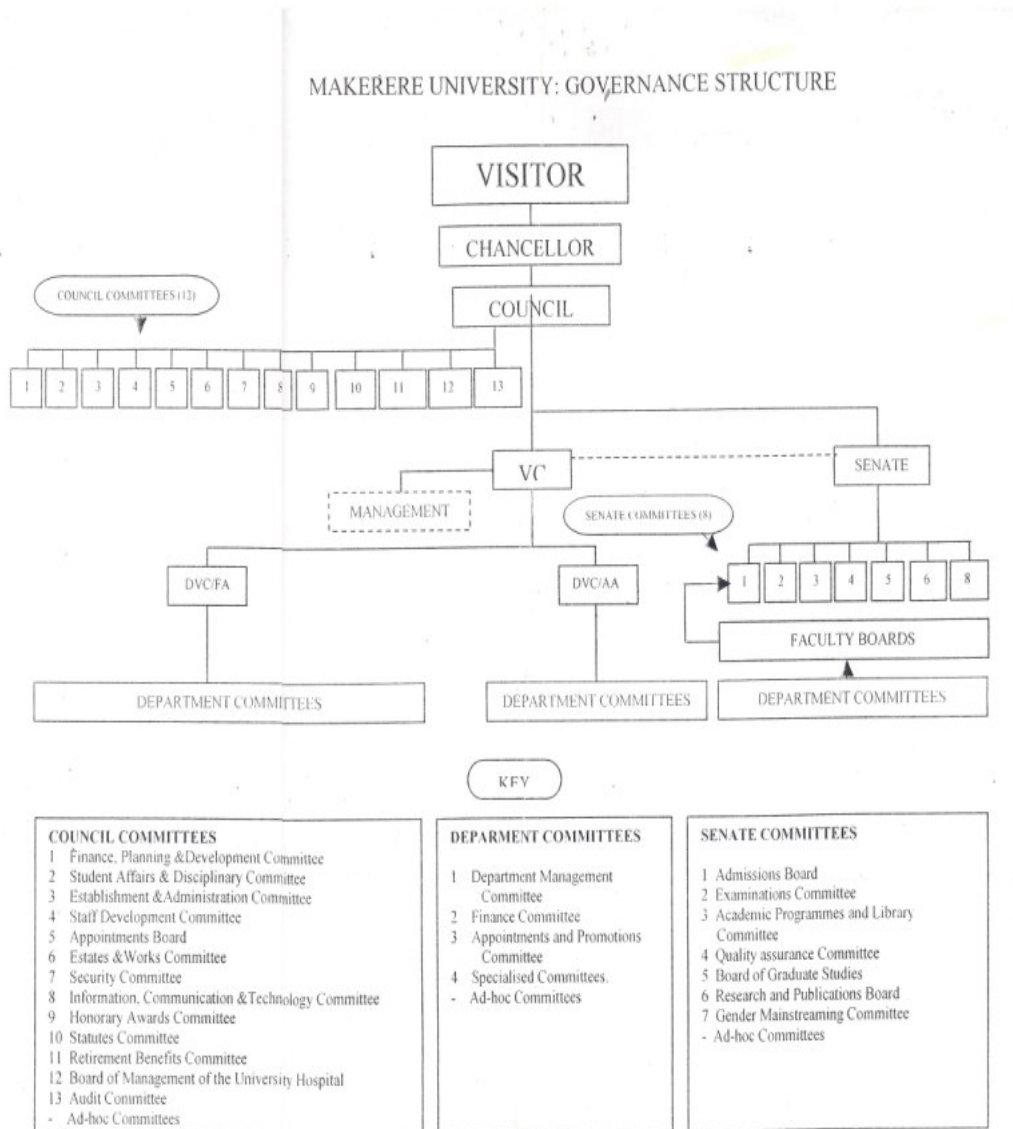 MAKERERE UNIVERSITY: GOVERNANCE STRUCTURE
VISITOR
CHANCELLOR
COUNCIL COMMITTEES (12)
COUNCIL
1 2 3 4 5 6 7 8 9 10 11 12 13
VC
SENATE
MANAGEMENT
SENATE COMMITTEES (8)
DVC/FA
DVC/AA
1 2 3 4 5 6 8
FACULTY BOARDS
DEPARTMENT COMMITTEES
DEPARTMENT COMMITTEES
DEPARTMENT COMMITTEES
KEY
COUNCIL COMMITTEES
1 Finance, Planning &Development Committee
2 Student Affairs & Disciplinary Committee
3 Establishment &Administration Committee
4 Staff Development Committee
5 Appointments Board
6 Estates &Works Committee
7 Security Committee
8 Information, Communication &Technology Committee
9 Honorary Awards Committee
10 Statutes Committee
11 Retirement Benefits Committee
12 Board of Management of the University Hospital
13 Audit Committee
- Ad-hoc Committees
DEPARMENT COMMITTEES
1 Department Management
Committee
2 Finance Committee
3 Appointments and Promotions
Committee
4 Specialised Committees.
- Ad-hoc Committees
SENATE COMMITTEES
1 Admissions Board
2 Examinations Committee
3 Academic Programmes and Library
Committee
4 Quality assurance Committee
5 Board of Graduate Studies
6 Research and Publications Board
7 Gender Mainstreaming Committee
- Ad-hoc Committees